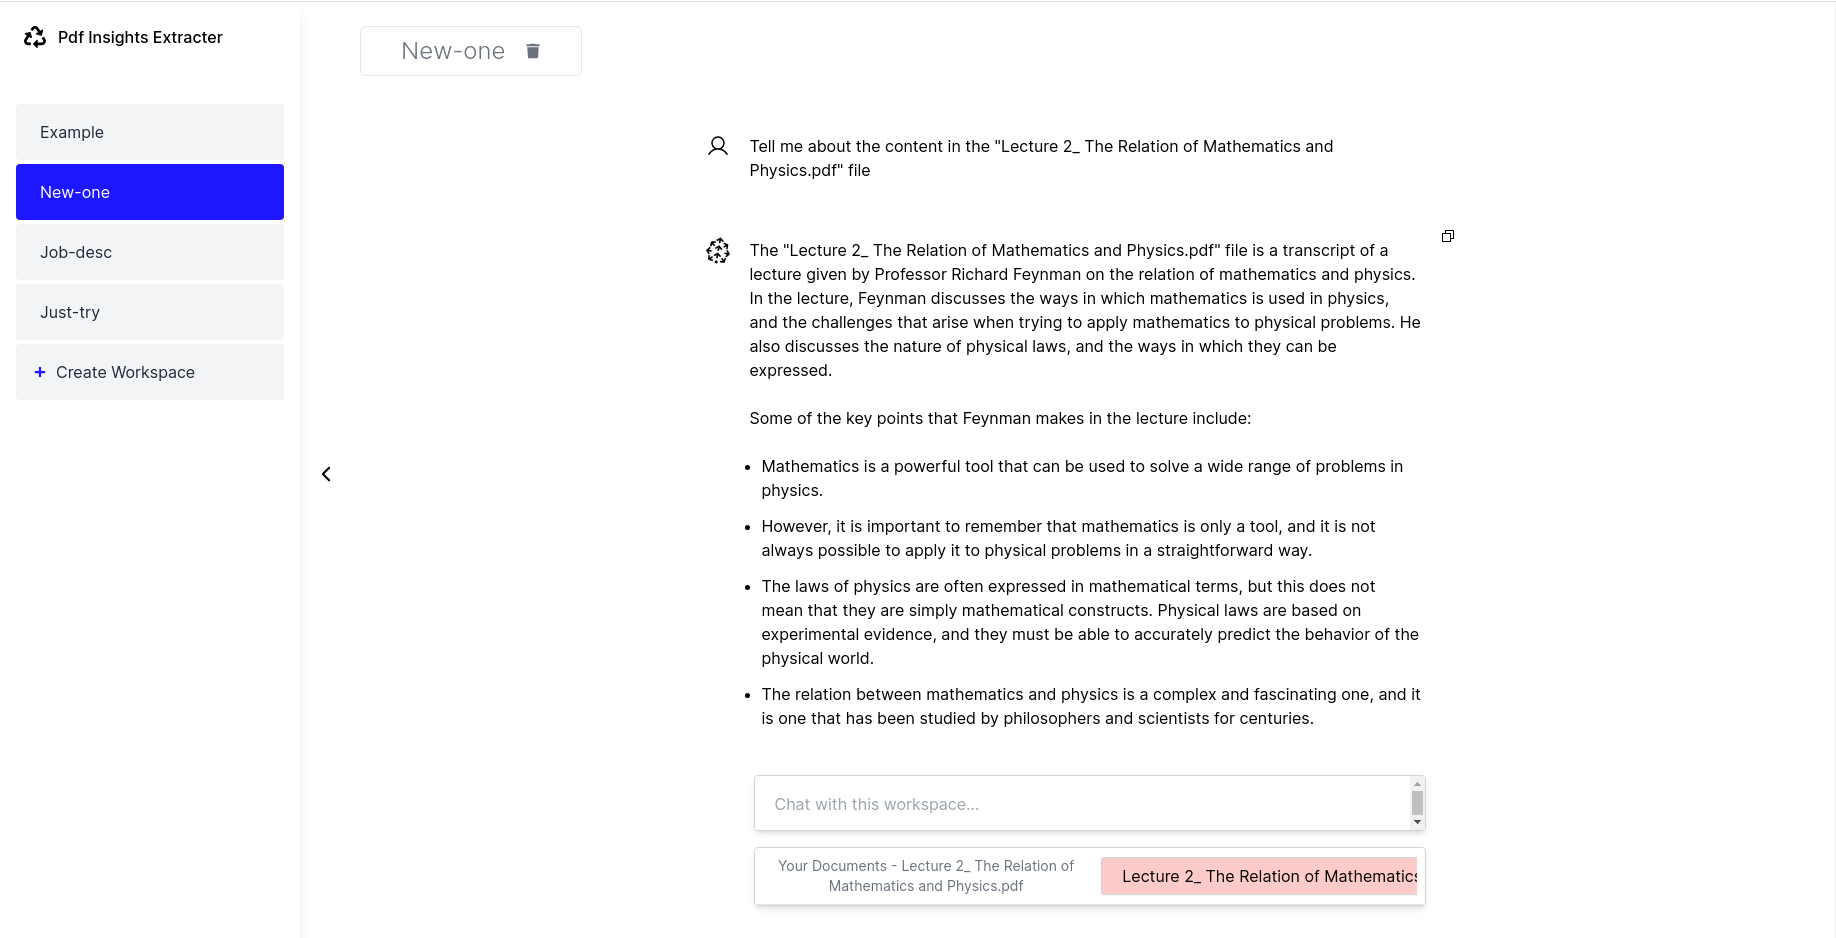 Pdf Insights Extracter
Example
New-one
Job-desc
Just-try
+ Create Workspace
New-one
Tell me about the content in the "Lecture 2_ The Relation of Mathematics and
Physics.pdf" file
The "Lecture 2_ The Relation of Mathematics and Physics.pdf" file is a transcript of a
lecture given by Professor Richard Feynman on the relation of mathematics and physics.
In the lecture, Feynman discusses the ways in which mathematics is used in physics,
and the challenges that arise when trying to apply mathematics to physical problems. He
also discusses the nature of physical laws, and the ways in which they can be
expressed.
Some of the key points that Feynman makes in the lecture include:
• Mathematics is a powerful tool that can be used to solve a wide range of problems in
physics.
• However, it is important to remember that mathematics is only a tool, and it is not
always possible to apply it to physical problems in a straightforward way.
• The laws of physics are often expressed in mathematical terms, but this does not
mean that they are simply mathematical constructs. Physical laws are based on
experimental evidence, and they must be able to accurately predict the behavior of the
physical world.
• The relation between mathematics and physics is a complex and fascinating one, and it
is one that has been studied by philosophers and scientists for centuries.
Chat with this workspace...
Your Documents - Lecture 2_ The Relation of
Mathematics and Physics.pdf
Lecture 2_ The Relation of Mathematics